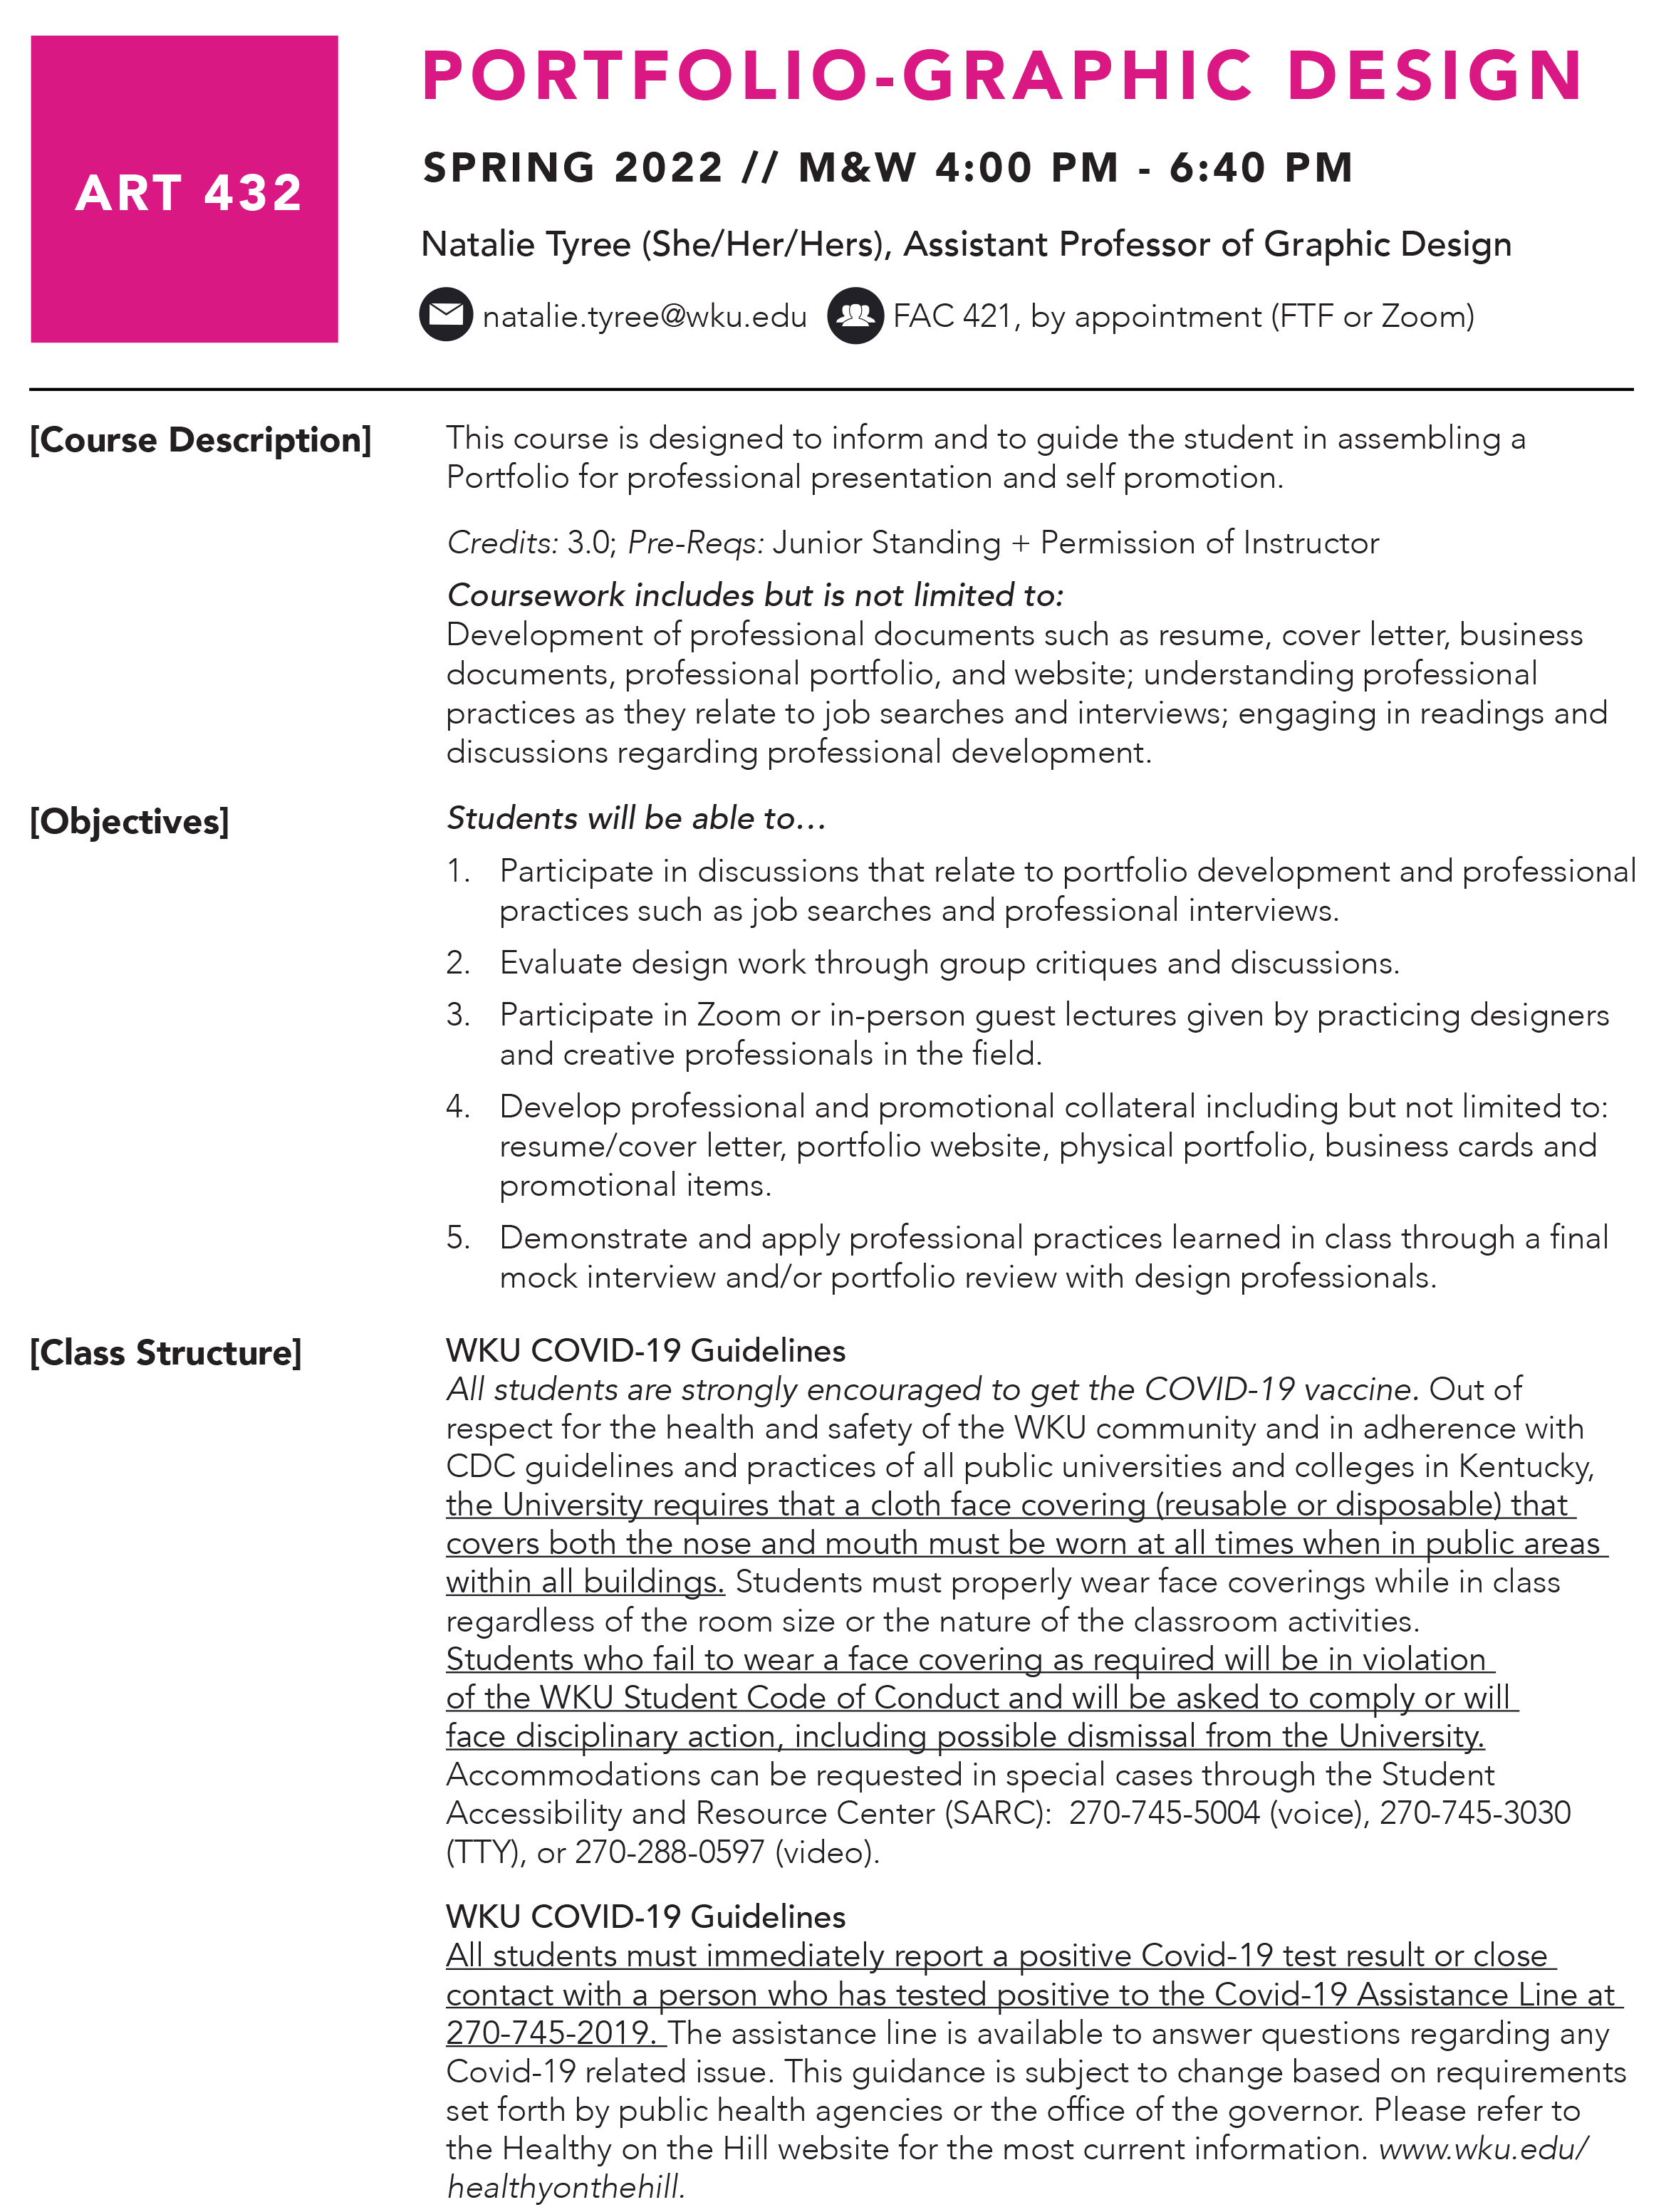 ART 432
PORTFOLIO-GRAPHIC DESIGN
SPRING 2022 // M&W 4:00 PM - 6:40 PM
Natalie Tyree (She/Her/Hers), Assistant Professor of Graphic Design
natalie.tyree@wku.edu FAC 421, by appointment (FTF or Zoom)
[Course Description]
This course is designed to inform and to guide the student in assembling a
Portfolio for professional presentation and self promotion.
Credits: 3.0; Pre-Reqs: Junior Standing + Permission of Instructor
Coursework includes but is not limited to:
Development of professional documents such as resume, cover letter, business
documents, professional portfolio, and website; understanding professional
practices as they relate to job searches and interviews; engaging in readings and
discussions regarding professional development.
[Objectives]
Students will be able to…
1. Participate in discussions that relate to portfolio development and professional
practices such as job searches and professional interviews.
2. Evaluate design work through group critiques and discussions.
3. Participate in Zoom or in-person guest lectures given by practicing designers
and creative professionals in the field.
4. Develop professional and promotional collateral including but not limited to:
resume/cover letter, portfolio website, physical portfolio, business cards and
promotional items.
5. Demonstrate and apply professional practices learned in class through a final
mock interview and/or portfolio review with design professionals.
[Class Structure]
WKU COVID-19 Guidelines
All students are strongly encouraged to get the COVID-19 vaccine. Out of
respect for the health and safety of the WKU community and in adherence with
CDC guidelines and practices of all public universities and colleges in Kentucky,
the University requires that a cloth face covering (reusable or disposable) that
covers both the nose and mouth must be worn at all times when in public areas
within all buildings. Students must properly wear face coverings while in class
regardless of the room size or the nature of the classroom activities.
Students who fail to wear a face covering as required will be in violation
of the WKU Student Code of Conduct and will be asked to comply or will
face disciplinary action, including possible dismissal from the University.
Accommodations can be requested in special cases through the Student
Accessibility and Resource Center (SARC): 270-745-5004 (voice), 270-745-3030
(TTY), or 270-288-0597 (video).
WKU COVID-19 Guidelines
All students must immediately report a positive Covid-19 test result or close
contact with a person who has tested positive to the Covid-19 Assistance Line at
270-745-2019. The assistance line is available to answer questions regarding any
Covid-19 related issue. This guidance is subject to change based on requirements
set forth by public health agencies or the office of the governor. Please refer to
the Healthy on the Hill website for the most current information. www.wku.edu/
healthyonthehill.